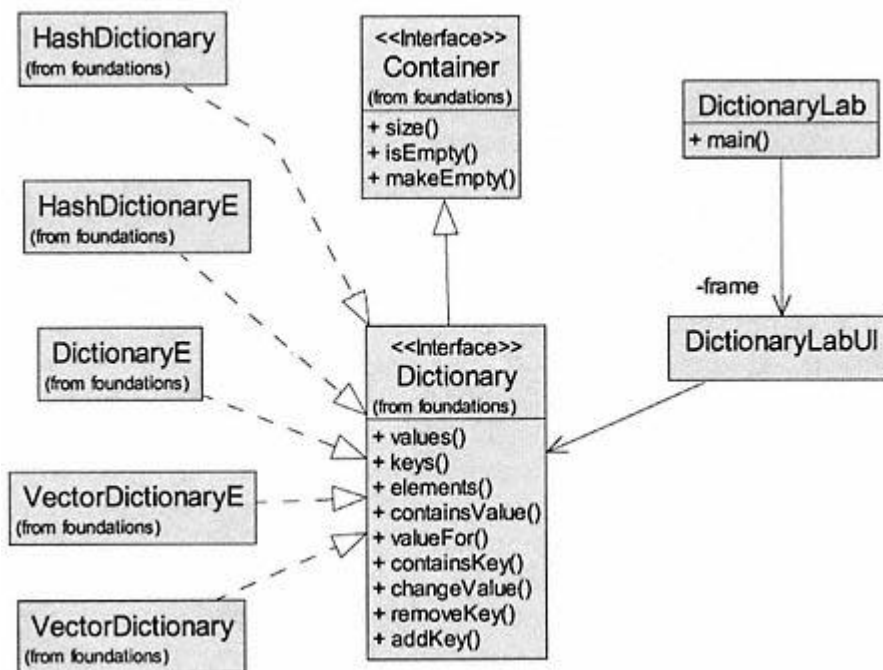 HashDictionary
(from foundations)
<<Interface>>
Container
(from foundations)
+ size()
+ isEmpty()
+ makeEmpty()
DictionaryLab
+ main()
HashDictionaryE
(from foundations)
-frame
DictionaryLabUI
DictionaryE
(from foundations)
<<Interface>>
Dictionary
(from foundations)
+ values()
+ keys()
+ elements()
+ containsValue()
+ valueFor()
+ containsKey()
+ changeValue()
+ removeKey()
+ addKey()
VectorDictionaryE
(from foundations)
VectorDictionary
(from foundations)